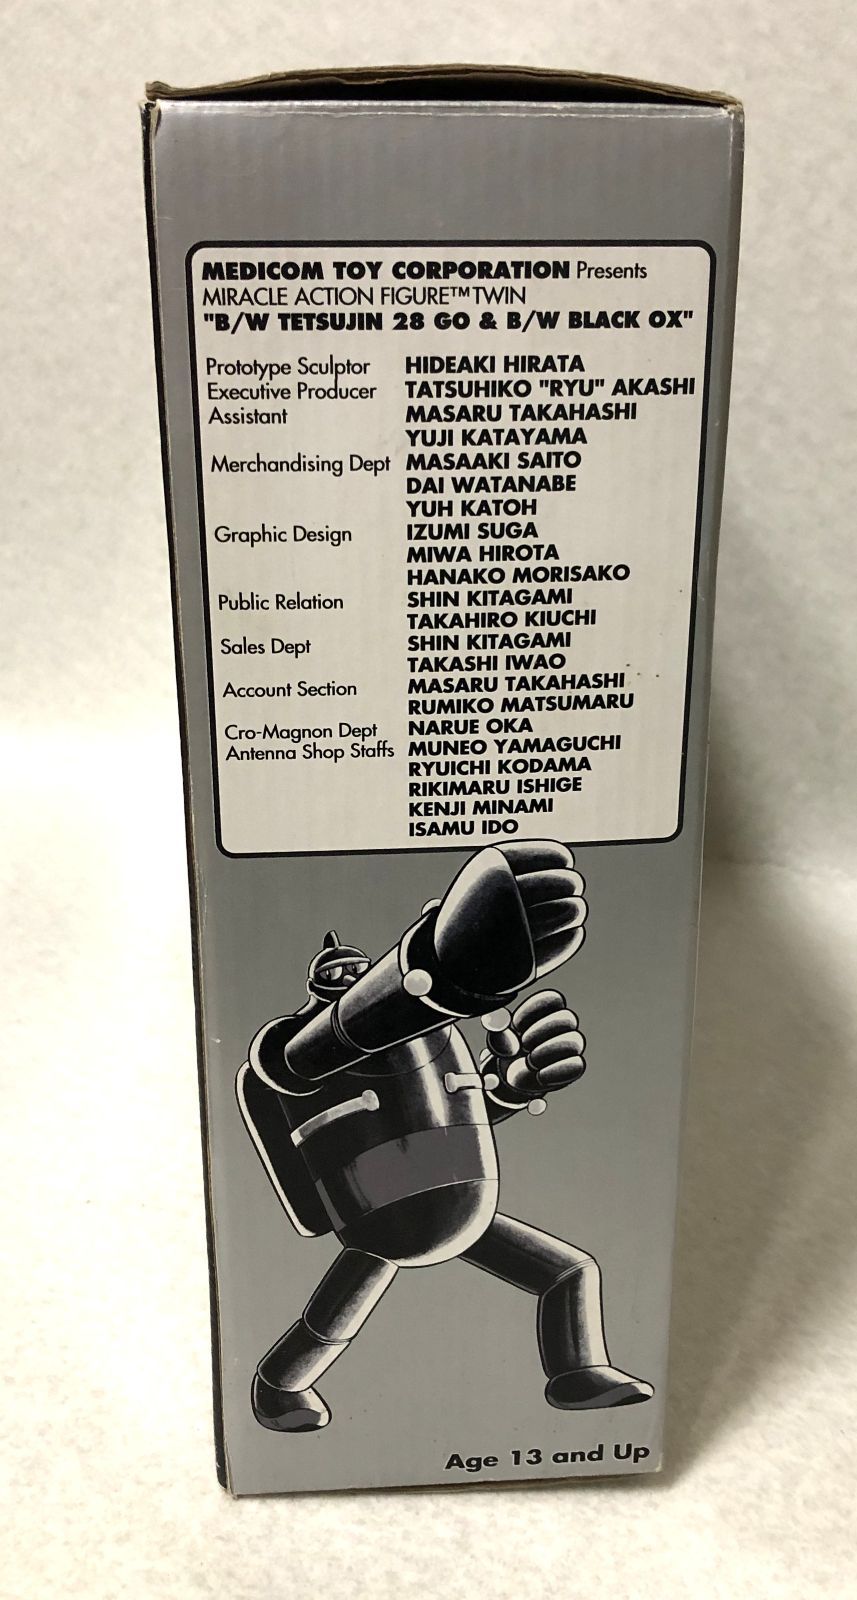 MEDICOM TOY CORPORATION Presents
MIRACLE ACTION FIGURE™ TWIN
"B/W TETSUJIN 28 GO & B/W BLACK OX"
Prototype Sculptor HIDEAKI HIRATA
Executive Producer TATSUHIKO "RYU" AKASHI
Assistant MASARU TAKAHASHI
YUJI KATAYAMA
Merchandising Dept MASAAKI SAITO
DAI WATANABE
YUH KATOH
Graphic Design IZUMI SUGA
MIWA HIROTA
HANAKO MORISAKO
Public Relation SHIN KITAGAMI
TAKAHIRO KIUCHI
Sales Dept SHIN KITAGAMI
TAKASHI IWAO
Account Section MASARU TAKAHASHI
RUMIKO MATSUMARU
Cro-Magnon Dept NARUE OKA
Antenna Shop Staffs MUNEO YAMAGUCHI
RYUICHI KODAMA
RIKIMARU ISHIGE
KENJI MINAMI
ISAMU IDO
Age 13 and Up